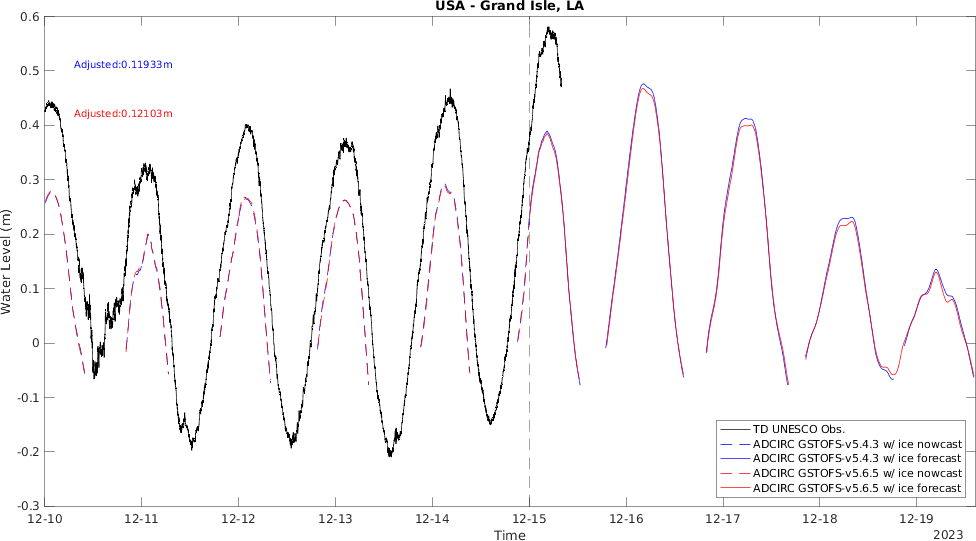 USA - Grand Isle, LA
0.6
0.5
0.4
0.3
0.2
0.1
0
-0.1
-0.2
-0.3
Water Level (m)
Adjusted:0.11933m
Adjusted:0.12103m
TD UNESCO Obs.
ADCIRC GSTOFS-v5.4.3 w/ ice nowcast
ADCIRC GSTOFS-v5.4.3 w/ ice forecast
ADCIRC GSTOFS-v5.6.5 w/ ice nowcast
ADCIRC GSTOFS-v5.6.5 w/ ice forecast
12-10 12-11 12-12 12-13 12-14 12-15 12-16 12-17 12-18 12-19
Time
2023